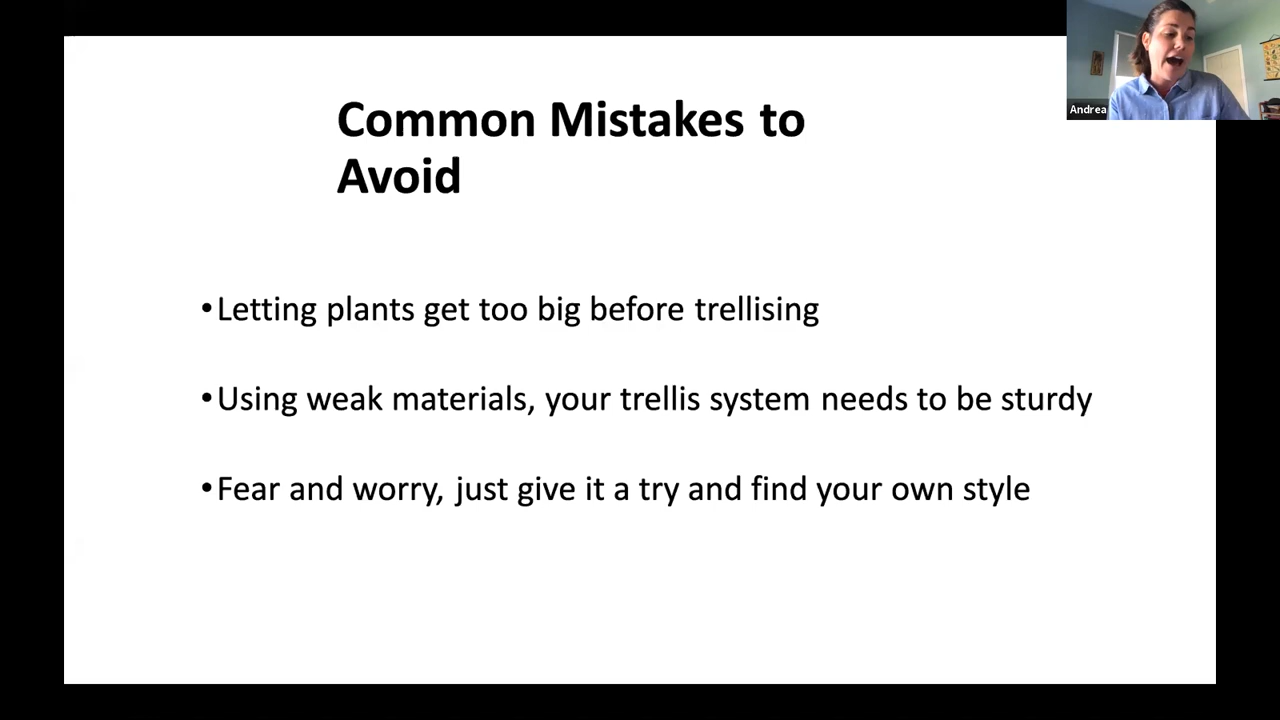 Common Mistakes to
Avoid
•Letting plants get too big before trellising
•Using weak materials, your trellis system needs to be sturdy
•Fear and worry, just give it a try and find your own style
Andrea